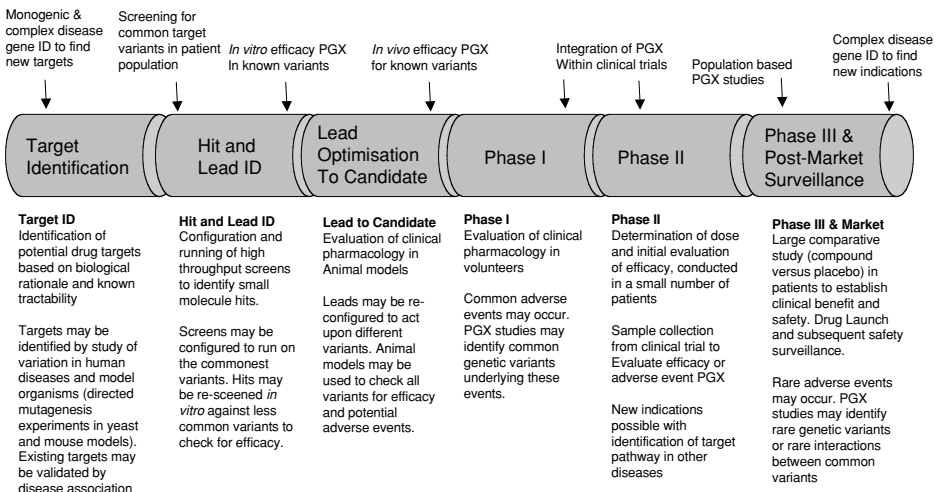 Monogenic &
complex disease
gene ID to find
new targets
Screening for
common target
variants in patient
population
In vitro efficacy PGX
In known variants
In vivo efficacy PGX
for known variants
Integration of PGX
Within clinical trials
Population based
PGX studies
Complex disease
gene ID to find
new indications
Target
Identification
Hit and
Lead ID
Lead
Optimisation
To Candidate
Phase I
Phase II
Phase III &
Post-Market
Surveillance
Target ID
Identification of
potential drug targets
based on biological
rationale and known
tractability
Targets may be
identified by study of
variation in human
diseases and model
organisms (directed
mutagenesis
experiments in yeast
and mouse models).
Existing targets may
be validated by
disease association
Hit and Lead ID
Configuration and
running of high
throughput screens
to identify small
molecule hits.
Screens may be
configured to run on
the commonest
variants. Hits may
be re-sceened in
vitro against less
common variants to
check for efficacy.
Lead to Candidate
Evaluation of clinical
pharmacology in
Animal models
Leads may be re-
configured to act
upon different
variants. Animal
models may be
used to check all
variants for efficacy
and potential
adverse events.
Phase I
Evaluation of clinical
pharmacology in
volunteers
Common adverse
events may occur.
PGX studies may
identify common
genetic variants
underlying these
events.
Phase II
Determination of dose
and initial evaluation
of efficacy, conducted
in a small number of
patients
Sample collection
from clinical trial to
Evaluate efficacy or
adverse event PGX
New indications
possible with
identification of target
pathway in other
diseases
Phase III & Market
Large comparative
study (compound
versus placebo) in
patients to establish
clinical benefit and
safety. Drug Launch
and subsequent safety
surveillance.
Rare adverse events
may occur. PGX
studies may identify
rare genetic variants
or rare interactions
between common
variants